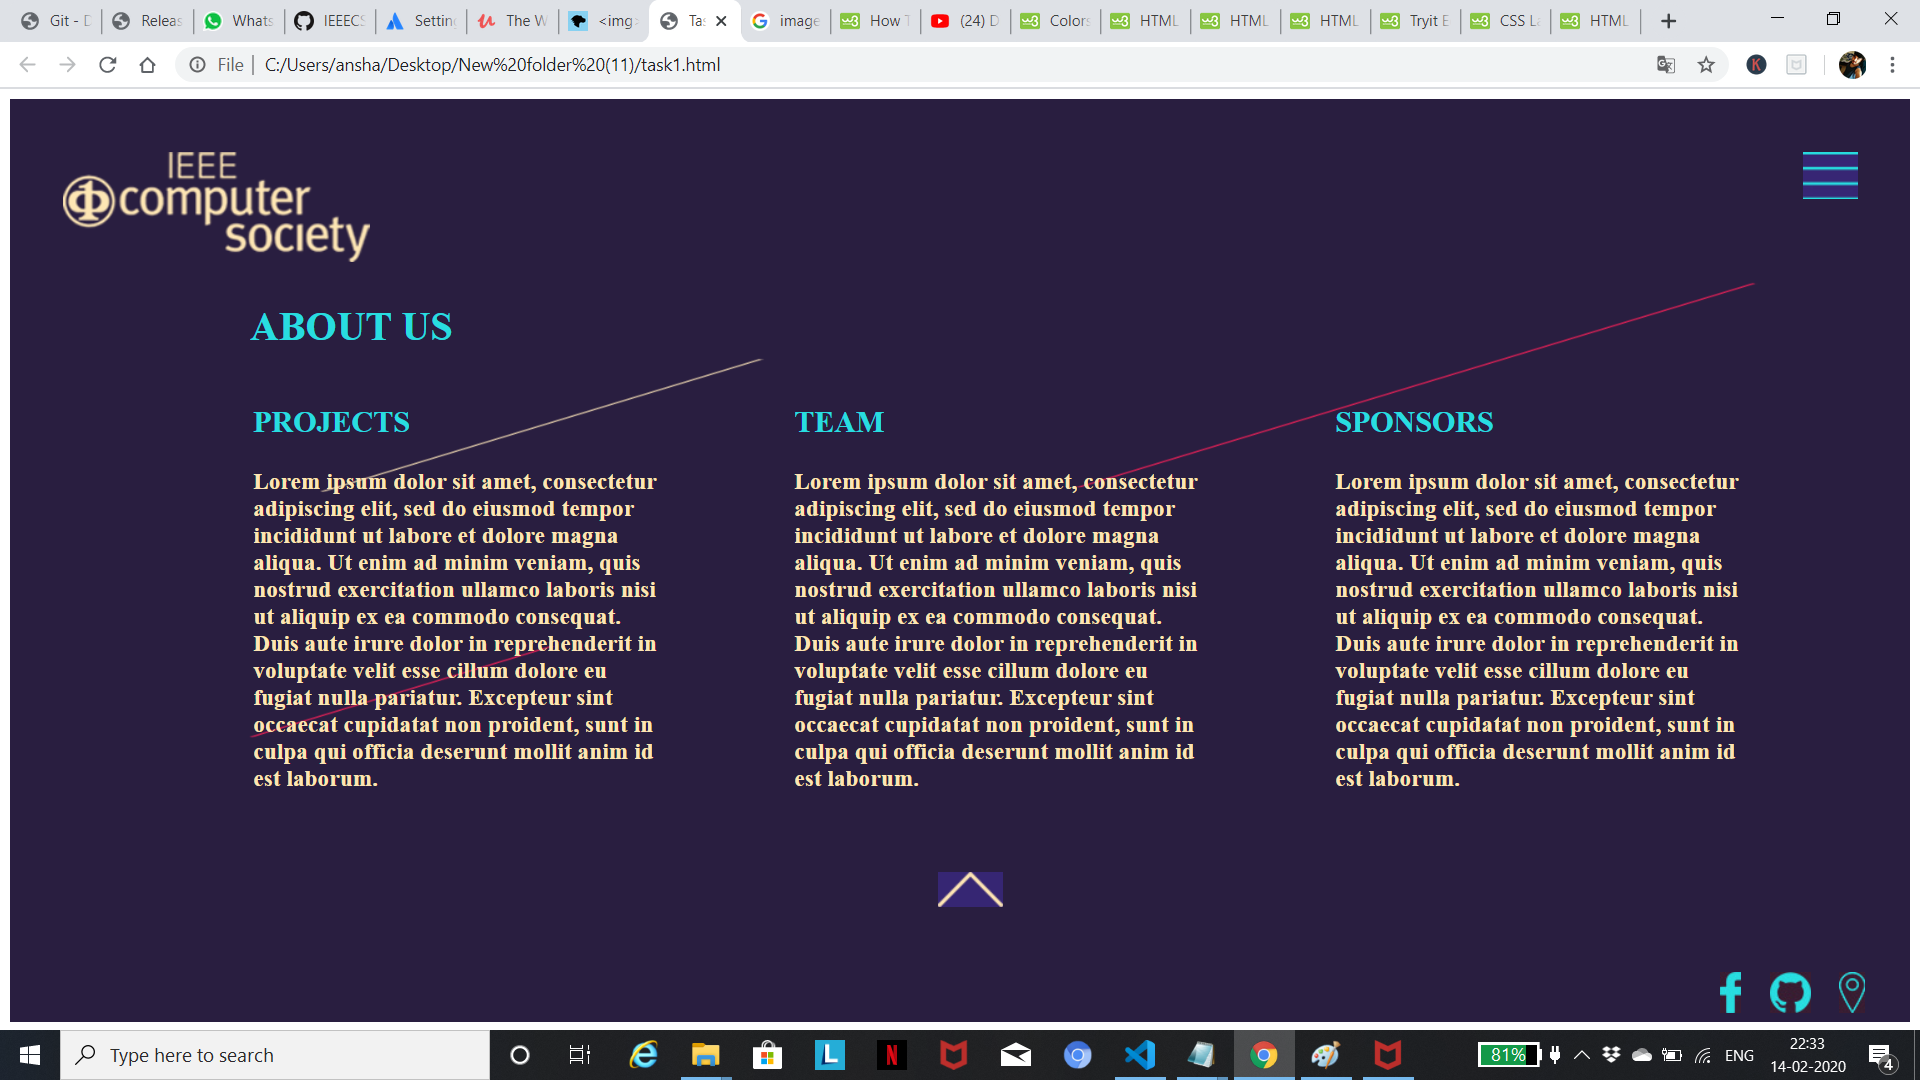 Git - D
Releas
Whats
IEEECS
Setting
The W
<img>
Tas
image
How T
(24) D
Colors
HTML
HTML
HTML
Tryit E
CSS La
HTML
File
C:/Users/ansha/Desktop/New%20folder%20(11)/task1.html
K
IEEE
computer
society
ABOUT US
PROJECTS
Lorem ipsum dolor sit amet, consectetur
adipiscing elit, sed do eiusmod tempor
incididunt ut labore et dolore magna
aliqua. Ut enim ad minim veniam, quis
nostrud exercitation ullamco laboris nisi
ut aliquip ex ea commodo consequat.
Duis aute irure dolor in reprehenderit in
voluptate velit esse cillum dolore eu
fugiat nulla pariatur. Excepteur sint
occaecat cupidatat non proident, sunt in
culpa qui officia deserunt mollit anim id
est laborum.
TEAM
Lorem ipsum dolor sit amet, consectetur
adipiscing elit, sed do eiusmod tempor
incididunt ut labore et dolore magna
aliqua. Ut enim ad minim veniam, quis
nostrud exercitation ullamco laboris nisi
ut aliquip ex ea commodo consequat.
Duis aute irure dolor in reprehenderit in
voluptate velit esse cillum dolore eu
fugiat nulla pariatur. Excepteur sint
occaecat cupidatat non proident, sunt in
culpa qui officia deserunt mollit anim id
est laborum.
SPONSORS
Lorem ipsum dolor sit amet, consectetur
adipiscing elit, sed do eiusmod tempor
incididunt ut labore et dolore magna
aliqua. Ut enim ad minim veniam, quis
nostrud exercitation ullamco laboris nisi
ut aliquip ex ea commodo consequat.
Duis aute irure dolor in reprehenderit in
voluptate velit esse cillum dolore eu
fugiat nulla pariatur. Excepteur sint
occaecat cupidatat non proident, sunt in
culpa qui officia deserunt mollit anim id
est laborum.
Type here to search
L
N
81%
ENG
22:33
14-02-2020
4